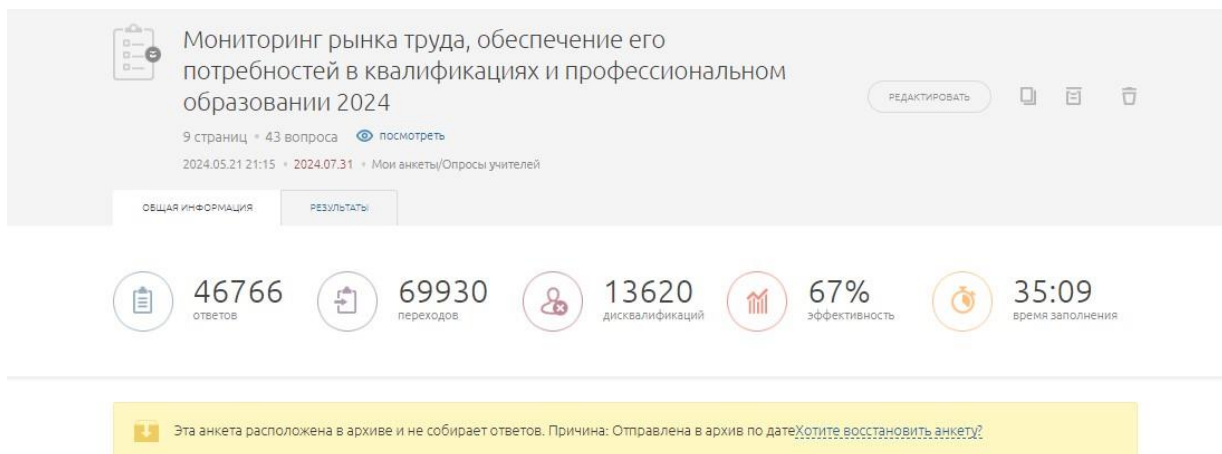 Мониторинг рынка труда, обеспечение его
потребностей в квалификациях и профессиональном
образовании 2024
РЕДАКТИРОВАТЬ
9 страниц • 43 вопроса посмотреть
2024.05.21 21:15 • 2024.07.31 • Мои анкеты/Опросы учителей
ОБЩАЯ ИНФОРМАЦИЯ РЕЗУЛЬТАТЫ
46766 69930 13620 67% 35:09
ответов переходов дисквалификаций эффективность время заполнения
Эта анкета расположена в архиве и не собирает ответов. Причина: Отправлена в архив по датеХотите восстановить анкету?